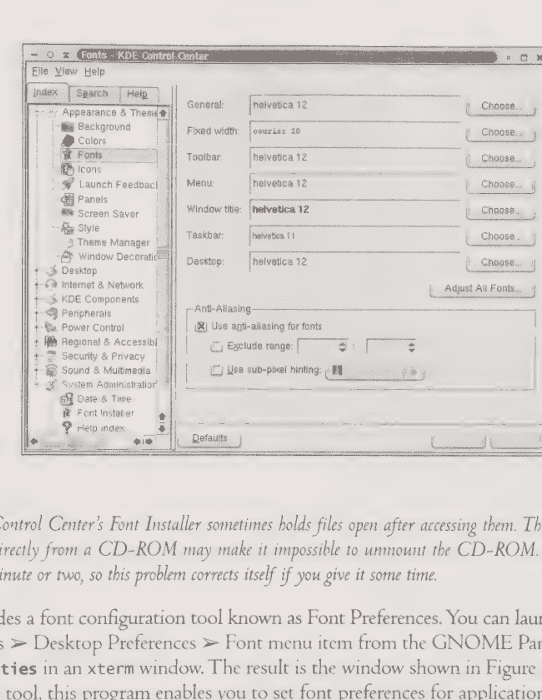 Fonts - KDE Control Center
File View Help
Index Search Help
Appearance & Theme
Background
Colors
Fonts
Icons
Launch Feedbac
Panels
Screen Saver
Style
Theme Manager
Window Decoratic
Desktop
Internet & Network
KDE Components
Peripherals
Power Control
Regional & Accessibl
Security & Privacy
Sound & Multimedia
System Administration
Date & Time
Font Installer
Help Index
General: helvetica 12 Choose...
Fixed width: courier 10 Choose...
Toolbar: helvetica 12 Choose...
Menu: helvetica 12 Choose...
Window title: helvetica 12 Choose...
Taskbar: helvetica 11 Choose...
Desktop: helvetica 12 Choose...
Adjust All Fonts...
Anti-Aliasing
Use anti-aliasing for fonts
Exclude range: :
Use sub-pixel hinting:
Defaults
Control Center's Font Installer sometimes holds files open after accessing them. Th
irectly from a CD-ROM may make it impossible to unmount the CD-ROM.
inute or two, so this problem corrects itself if you give it some time.
des a font configuration tool known as Font Preferences. You can lau
s ➢ Desktop Preferences ➢ Font menu item from the GNOME Par
ties in an xterm window. The result is the window shown in Figure
tool, this program enables you to set font preferences for application